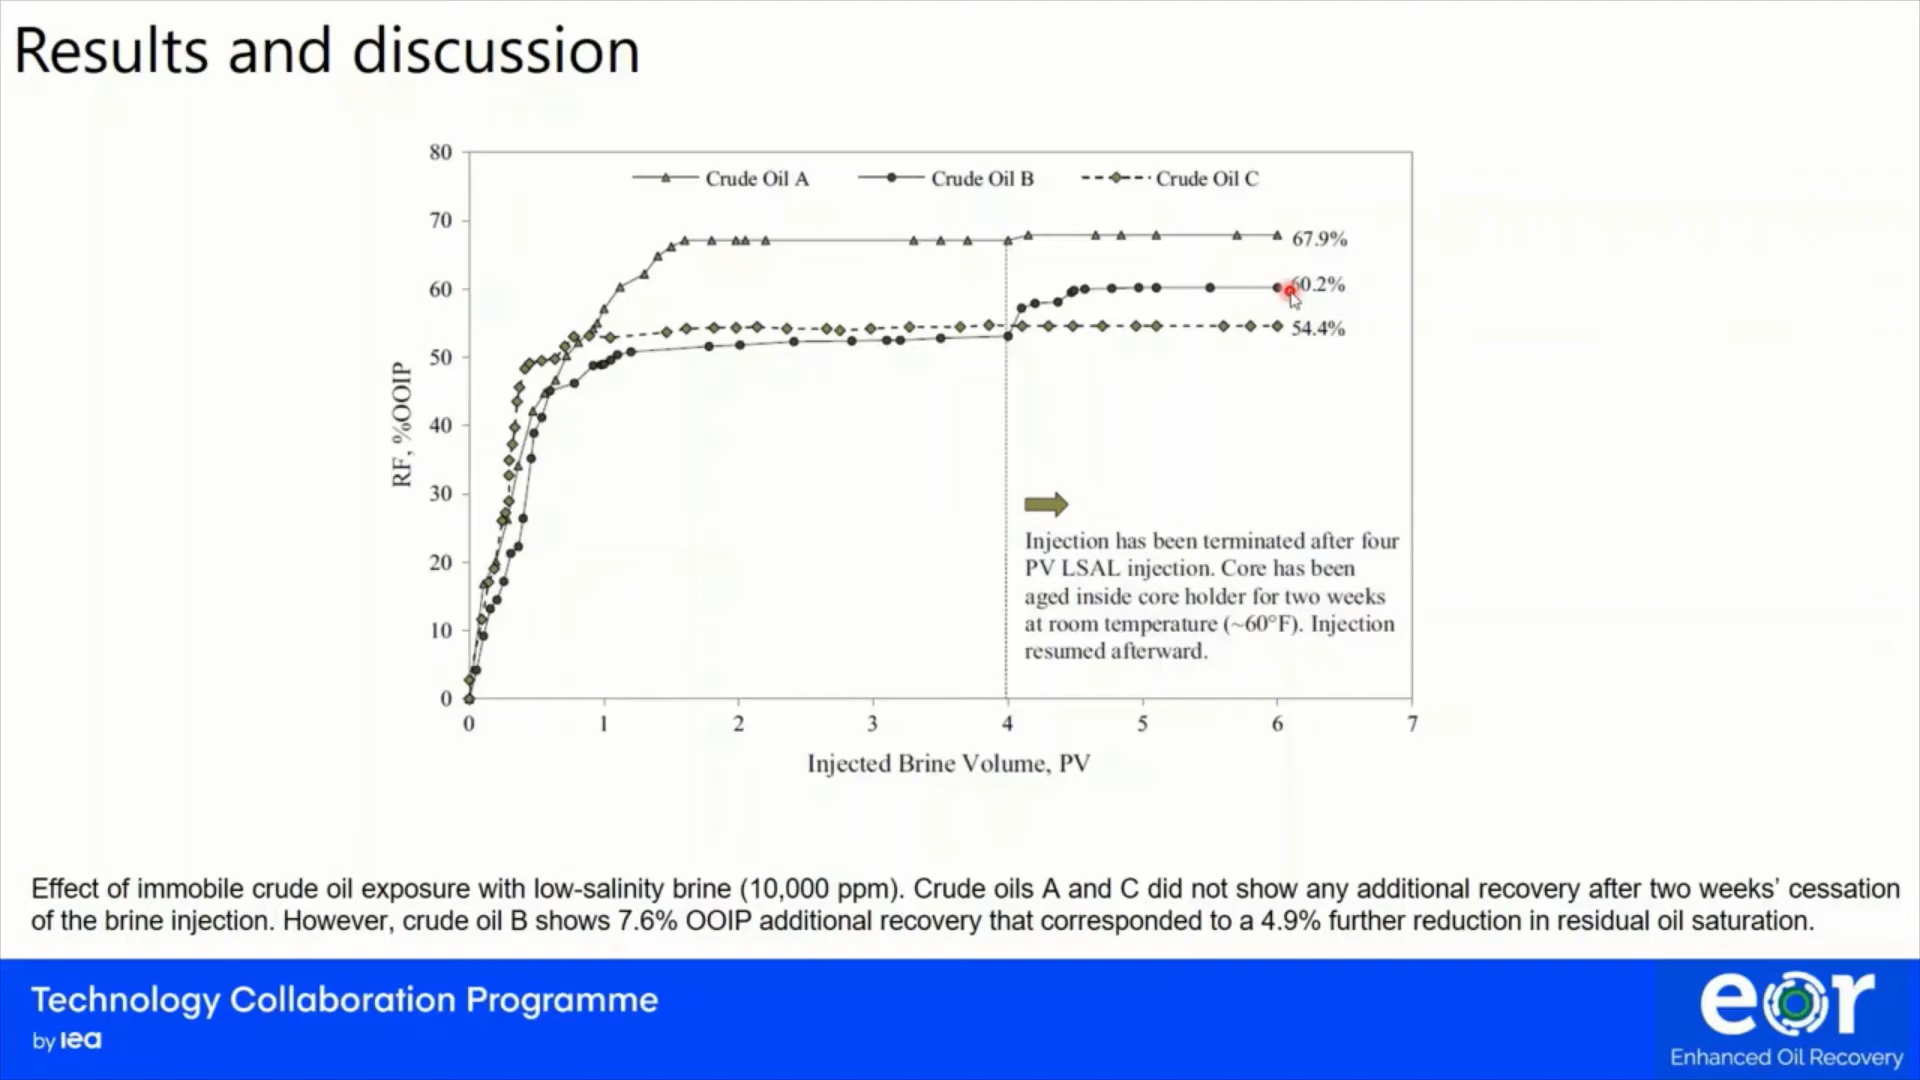 Results and discussion
80
70
60
50
40
30
20
10
0
RF, %OOIP
Crude Oil A
Crude Oil B
Crude Oil C
67.9%
60.2%
54.4%
Injection has been terminated after four
PV LSAL injection. Core has been
aged inside core holder for two weeks
at room temperature (~60°F). Injection
resumed afterward.
0 1 2 3 4 5 6 7
Injected Brine Volume, PV
Effect of immobile crude oil exposure with low-salinity brine (10,000 ppm). Crude oils A and C did not show any additional recovery after two weeks’ cessation
of the brine injection. However, crude oil B shows 7.6% OOIP additional recovery that corresponded to a 4.9% further reduction in residual oil saturation.
Technology Collaboration Programme
by iea
eor
Enhanced Oil Recovery